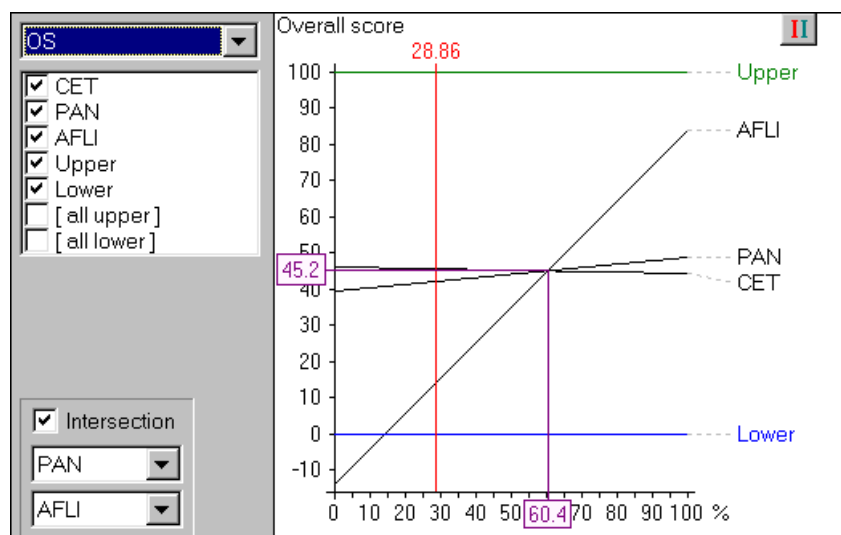 OS
CET
PAN
AFLI
Upper
Lower
[ all upper ]
[ all lower ]
Intersection
PAN
AFLI
Overall score
II
28.86
100
90
80
70
60
50
45.2
40
30
20
10
0
-10
0 10 20 30 40 50 60.4 70 80 90 100 %
Upper
AFLI
PAN
CET
Lower